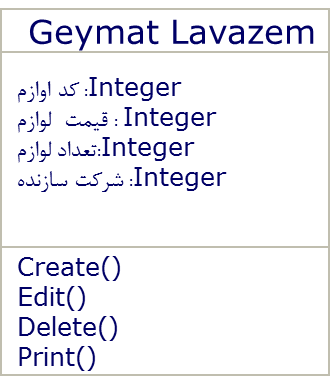 Geymat Lavazem
کد اوازم :Integer
قیمت لوازم : Integer
تعداد لوازم:Integer
شرکت سازنده :Integer
Create()
Edit()
Delete()
Print()